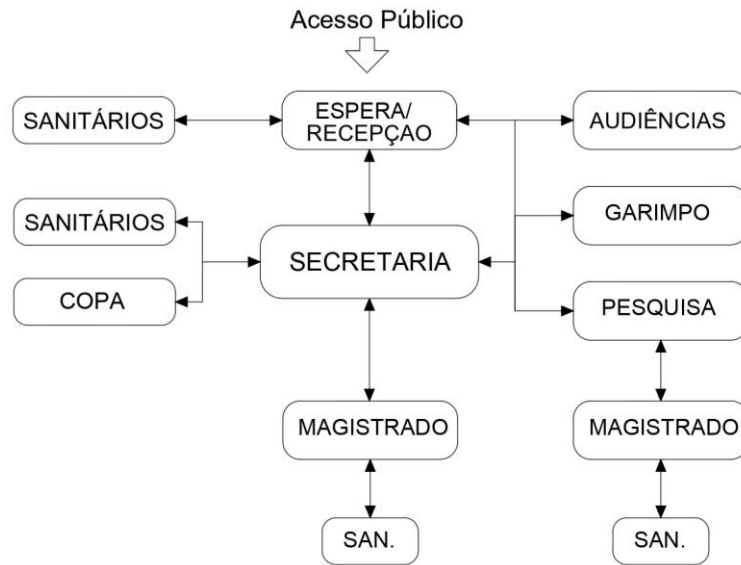 Acesso Público
SANITÁRIOS
ESPERA/
RECEPÇAO
AUDIÊNCIAS
SANITÁRIOS
SECRETARIA
GARIMPO
COPA
PESQUISA
MAGISTRADO
MAGISTRADO
SAN.
SAN.